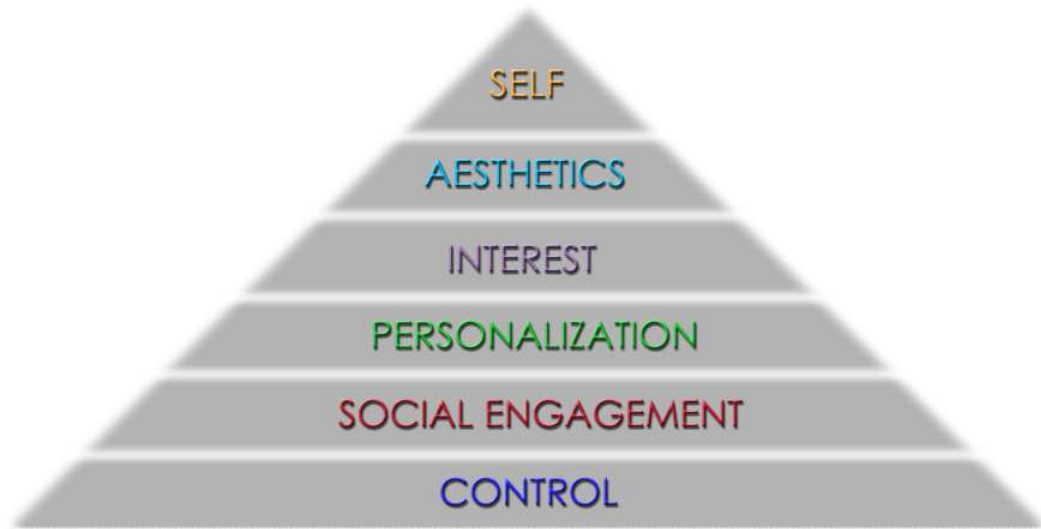 SELF
AESTHETICS
INTEREST
PERSONALIZATION
SOCIAL ENGAGEMENT
CONTROL